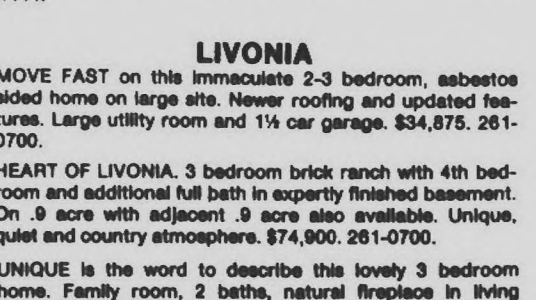 LIVONIA
MOVE FAST on this immaculate 2-3 bedroom, asbestos
sided home on large site. Newer roofing and updated fea-
tures. Large utility room and 1½ car garage. $34,875. 261-
0700.
HEART OF LIVONIA. 3 bedroom brick ranch with 4th bed-
room and additional full bath in expertly finished basement.
On .9 acre with adjacent .9 acre also available. Unique,
quiet and country atmosphere. $74,900. 261-0700.
UNIQUE is the word to describe this lovely 3 bedroom
home. Family room, 2 baths, natural fireplace in living